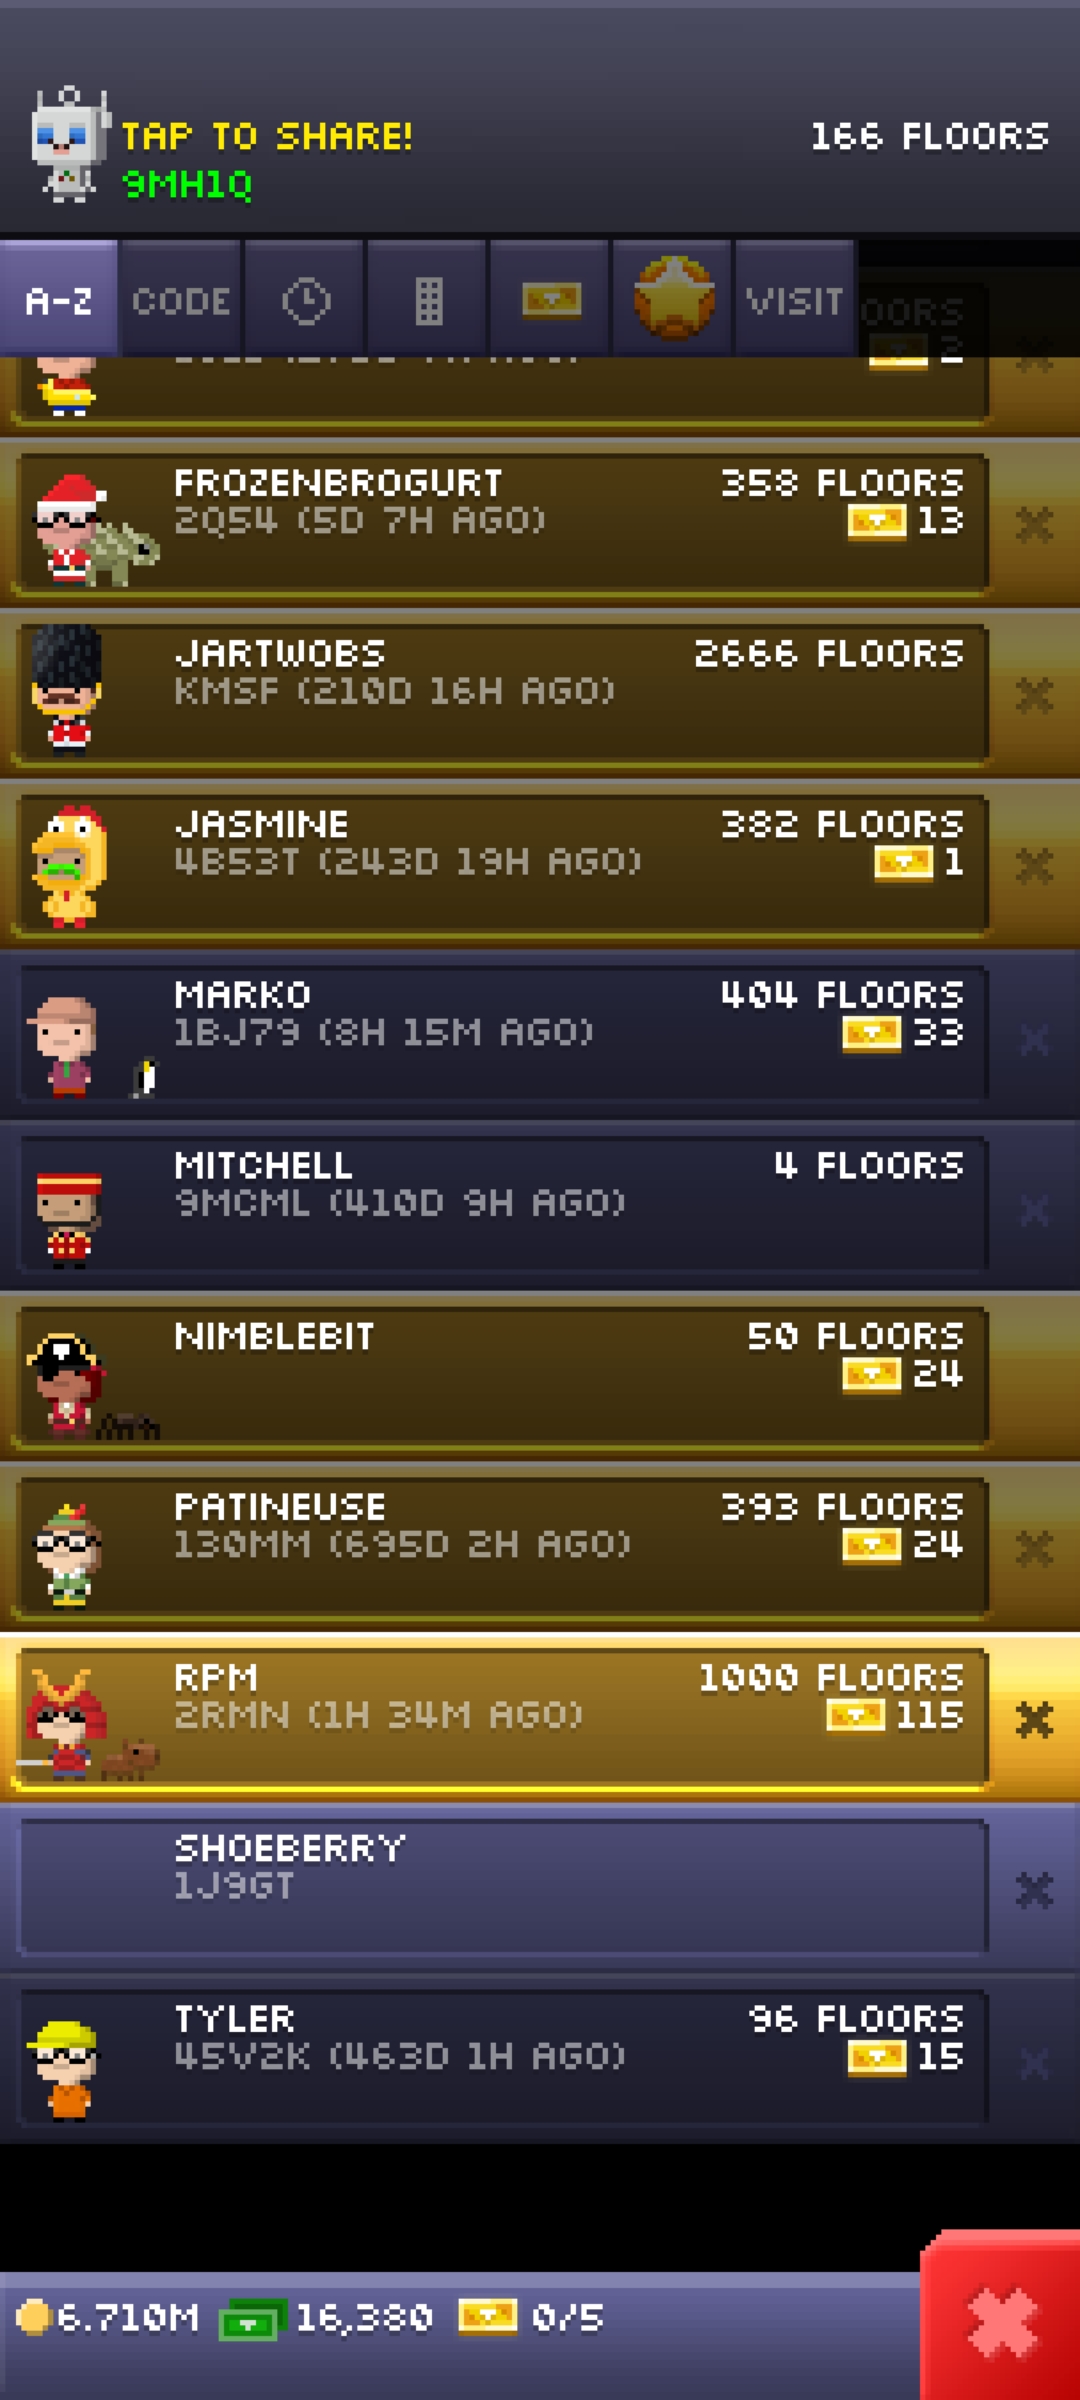 TAP TO SHARE!
166 FLOORS
9MH1Q
A-Z
CODE
VISIT
2
FROZENBROGURT
358 FLOORS
2Q54 (5D 7H AGO)
13
JARTWOBS
2666 FLOORS
KMSF (210D 16H AGO)
JASMINE
382 FLOORS
4B53T (243D 19H AGO)
1
MARKO
404 FLOORS
1BJ79 (8H 15M AGO)
33
MITCHELL
4 FLOORS
9MCML (410D 9H AGO)
NIMBLEBIT
50 FLOORS
24
PATINEUSE
393 FLOORS
130MM (695D 2H AGO)
24
RPM
1000 FLOORS
2RMN (1H 34M AGO)
115
SHOEBERRY
1J9GT
TYLER
96 FLOORS
45V2K (463D 1H AGO)
15
6.710M
16,380
0/5